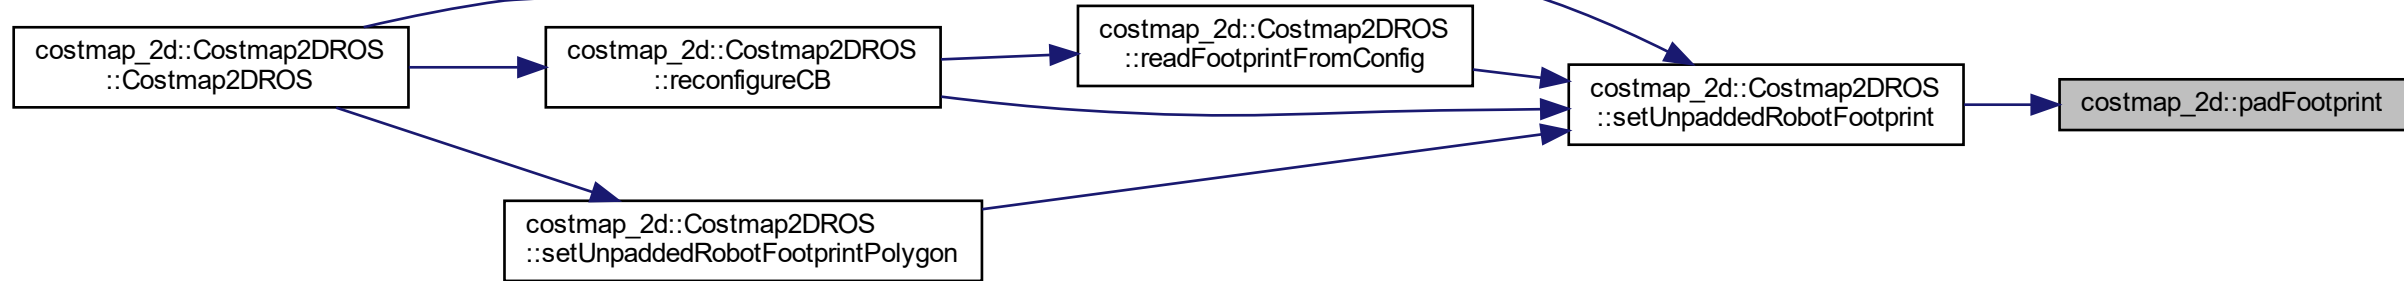 costmap_2d::Costmap2DROS
::Costmap2DROS
costmap_2d::Costmap2DROS
::reconfigureCB
costmap_2d::Costmap2DROS
::readFootprintFromConfig
costmap_2d::Costmap2DROS
::setUnpaddedRobotFootprint
costmap_2d::padFootprint
costmap_2d::Costmap2DROS
::setUnpaddedRobotFootprintPolygon